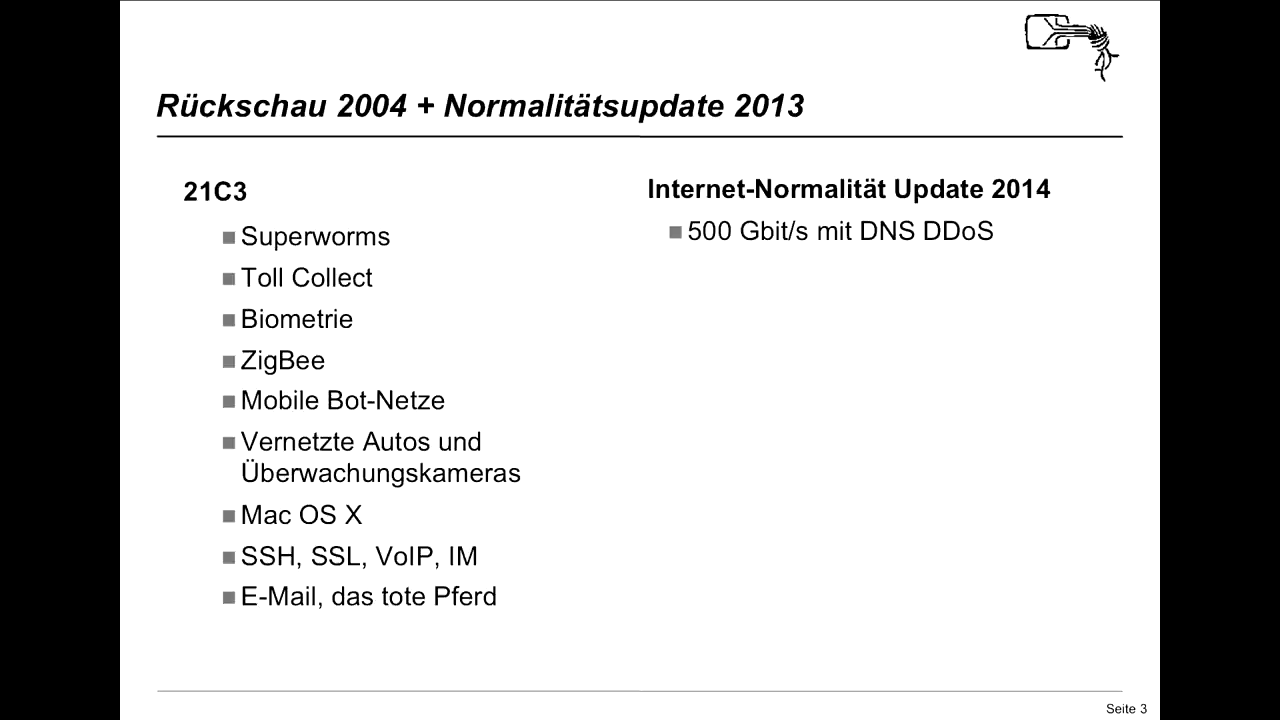 Rückschau 2004 + Normalitätsupdate 2013
21C3
Superworms
Toll Collect
Biometrie
ZigBee
Mobile Bot-Netze
Vernetzte Autos und
Überwachungskameras
Mac OS X
SSH, SSL, VoIP, IM
E-Mail, das tote Pferd
Internet-Normalität Update 2014
500 Gbit/s mit DNS DDoS
Seite 3